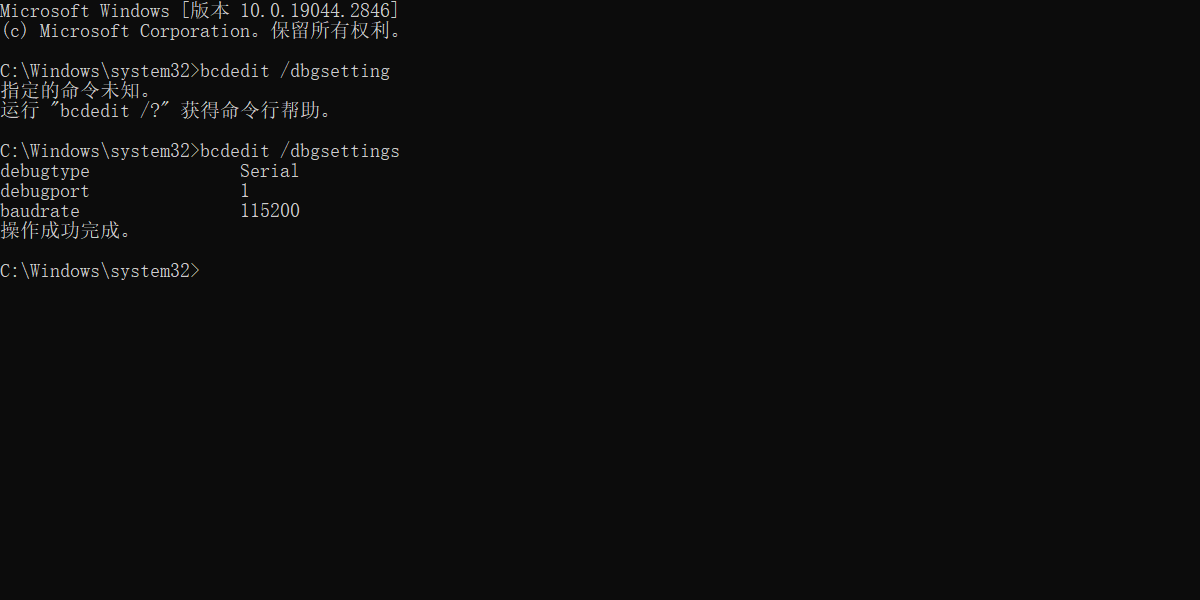 Microsoft Windows [版本 10.0.19044.2846]
(c) Microsoft Corporation。保留所有权利。
C:\Windows\system32>bcdedit /dbgsetting
指定的命令未知。
运行 "bcdedit /?" 获得命令行帮助。
C:\Windows\system32>bcdedit /dbgsettings
debugtype               Serial
debugport               1
baudrate                115200
操作成功完成。
C:\Windows\system32>